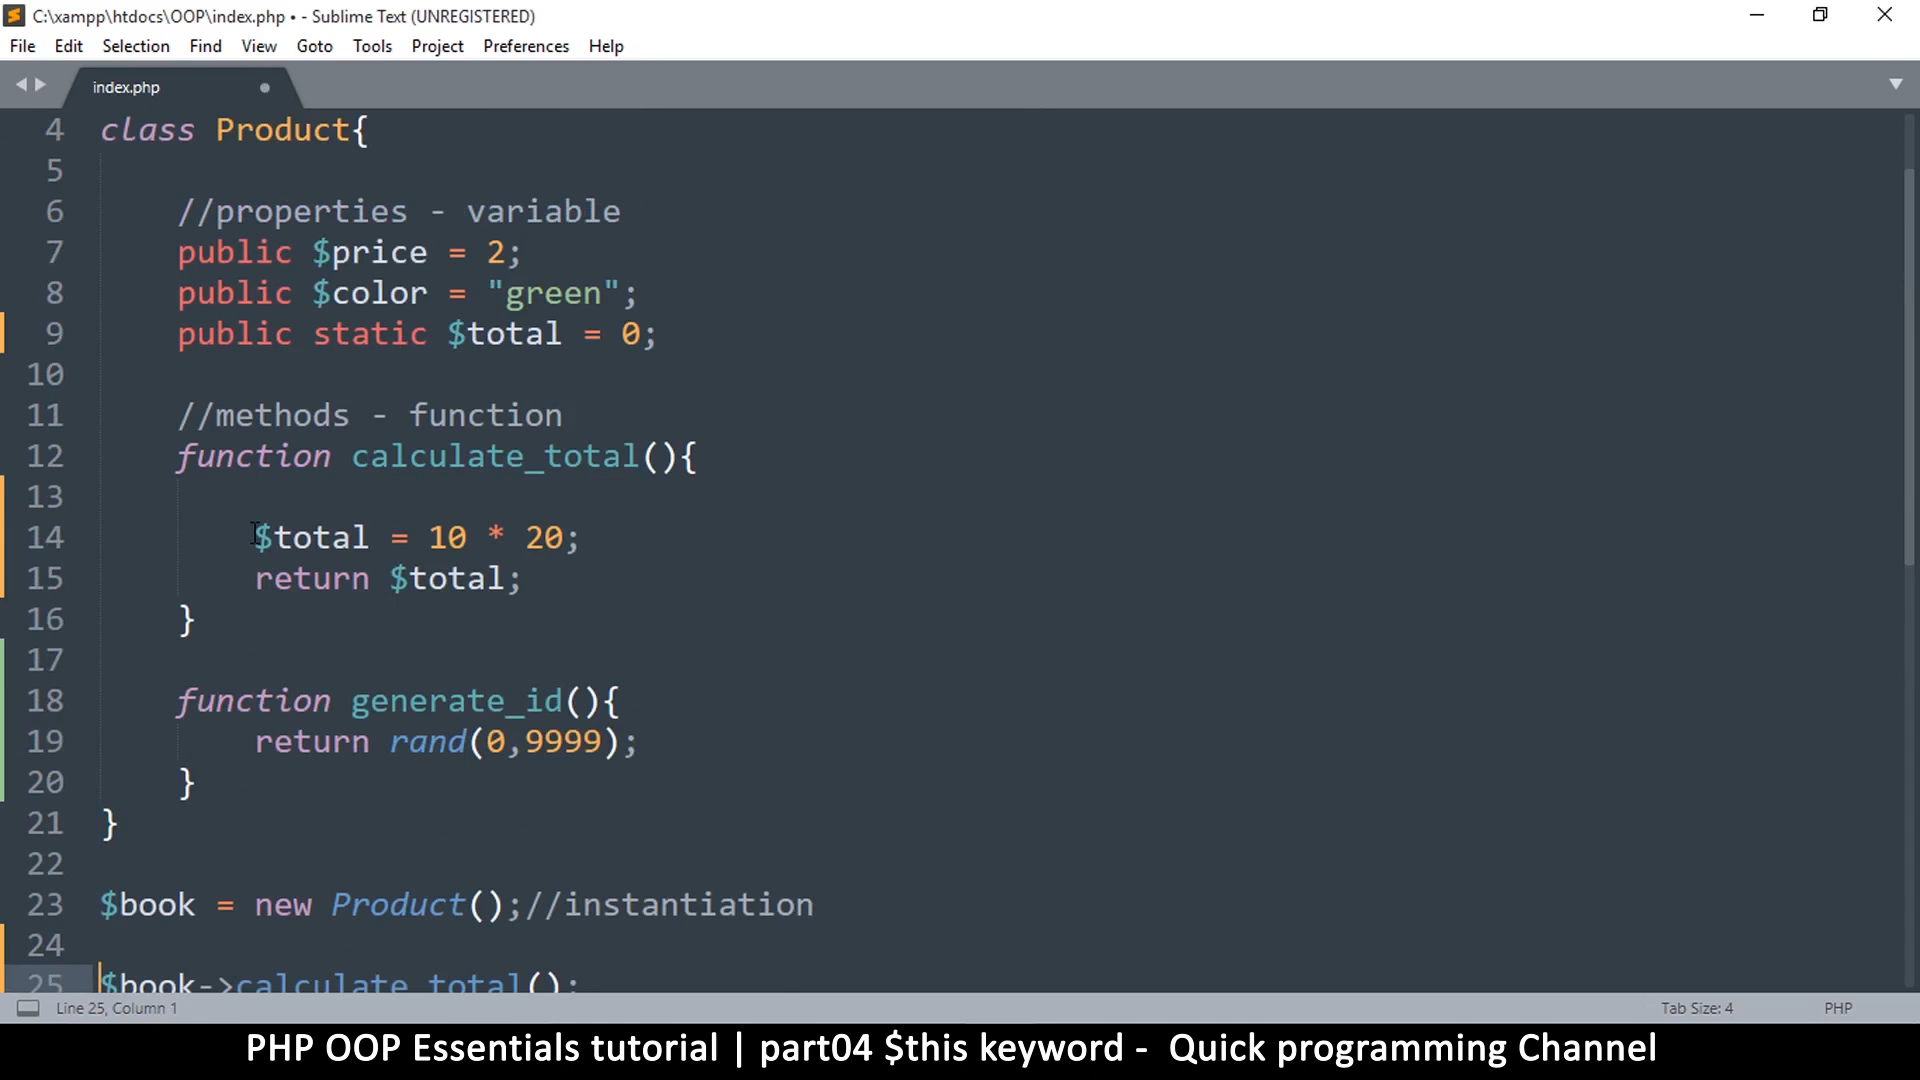 C:\xampp\htdocs\OOP\index.php • - Sublime Text (UNREGISTERED)
File Edit Selection Find View Goto Tools Project Preferences Help
index.php
4 class Product{
5
6 //properties - variable
7 public $price = 2;
8 public $color = "green";
9 public static $total = 0;
10
11 //methods - function
12 function calculate_total(){
13
14 $total = 10 * 20;
15 return $total;
16 }
17
18 function generate_id(){
19 return rand(0,9999);
20 }
21 }
22
23 $book = new Product();//instantiation
24
25 $book->calculate_total();
Line 25, Column 1 Tab Size: 4 PHP
PHP OOP Essentials tutorial | part04 $this keyword - Quick programming Channel